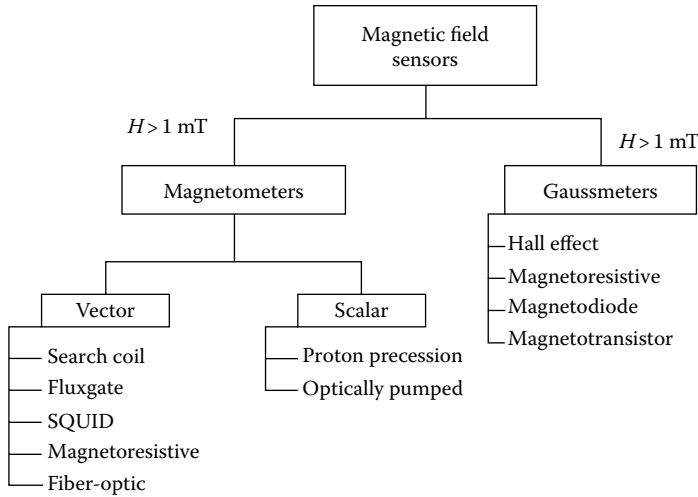 Magnetic field
sensors
H > 1 mT
H > 1 mT
Magnetometers
Gaussmeters
Vector
Search coil
Fluxgate
SQUID
Magnetoresistive
Fiber-optic
Scalar
Proton precession
Optically pumped
Hall effect
Magnetoresistive
Magnetodiode
Magnetotransistor